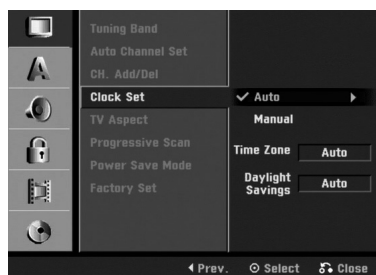 Tuning Band
Auto Channel Set
CH. Add/Del
Clock Set
TV Aspect
Progressive Scan
Power Save Mode
Factory Set
✓ Auto
Manual
Time Zone Auto
Daylight Savings Auto
Prev. Select Close